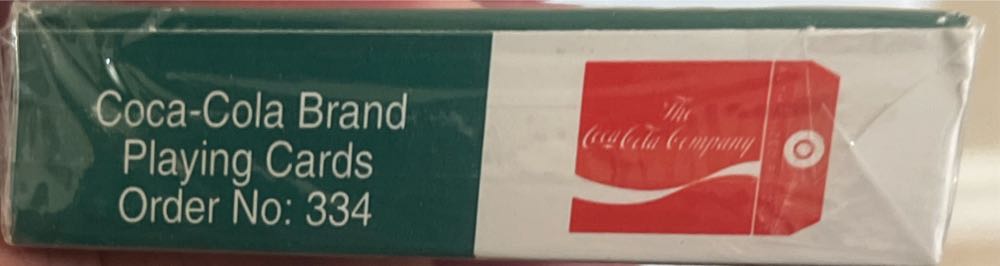 Coca-Cola Brand
Playing Cards
Order No: 334
The
Coca-Cola Company